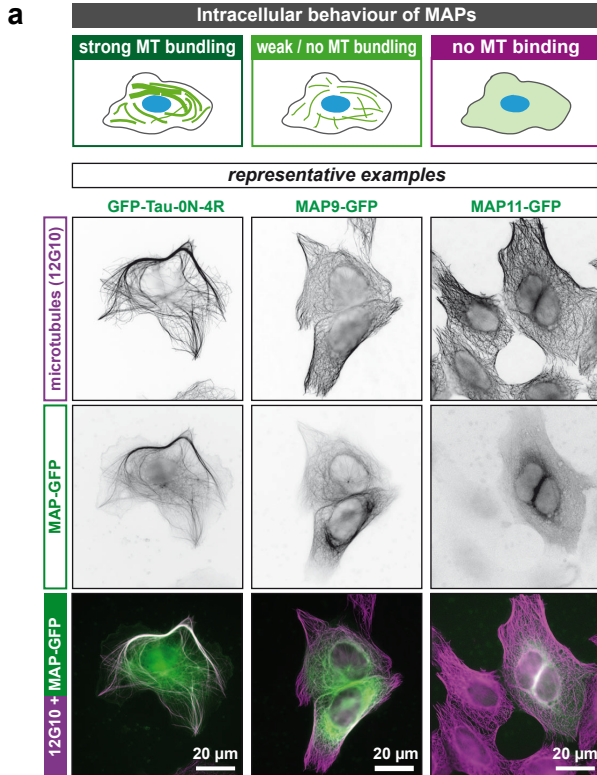 a
Intracellular behaviour of MAPs
strong MT bundling
weak / no MT bundling
no MT binding
representative examples
GFP-Tau-0N-4R
MAP9-GFP
MAP11-GFP
microtubules (12G10)
MAP-GFP
12G10 + MAP-GFP
20 µm
20 µm
20 µm